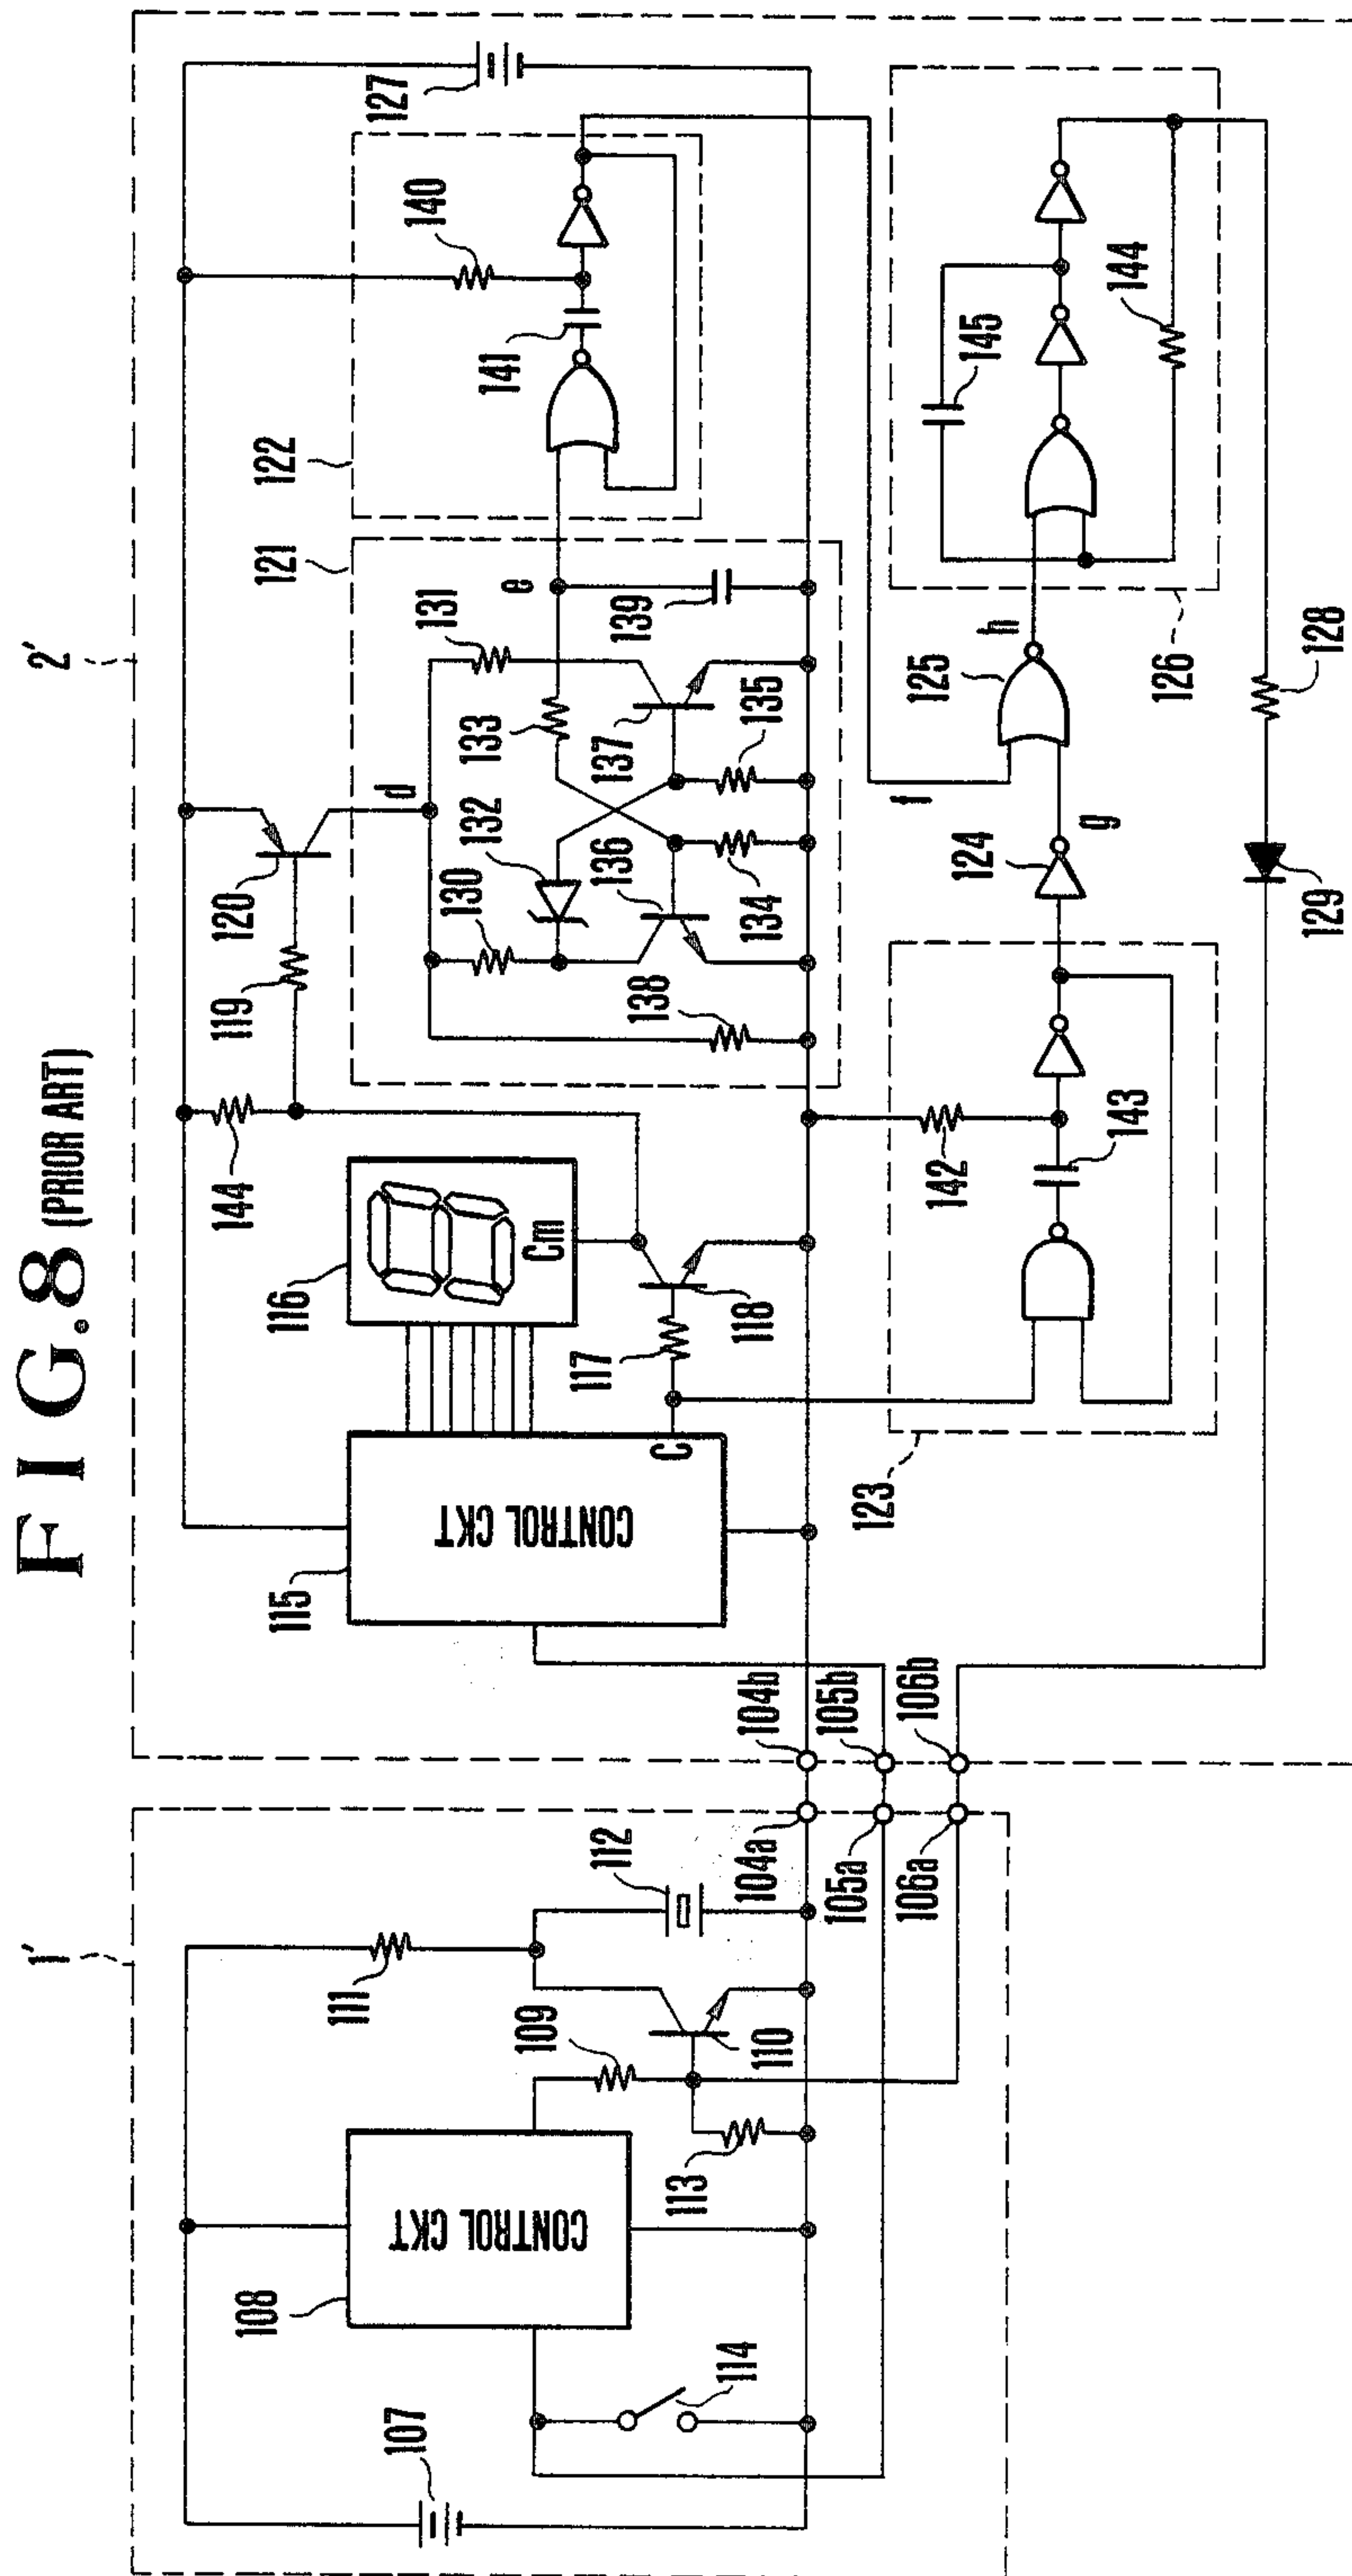 FIG.8 (PRIOR ART)
1'
2'
107
108
CONTROL CKT
109
110
111
112
113
114
104a
105a
106a
104b
105b
106b
115
CONTROL CKT
C
116
Cm
117
118
144
119
120
d
121
130
131
132
133
134
135
136
137
138
139
e
122
140
141
127
123
142
143
124
g
f
125
h
126
145
144
128
129